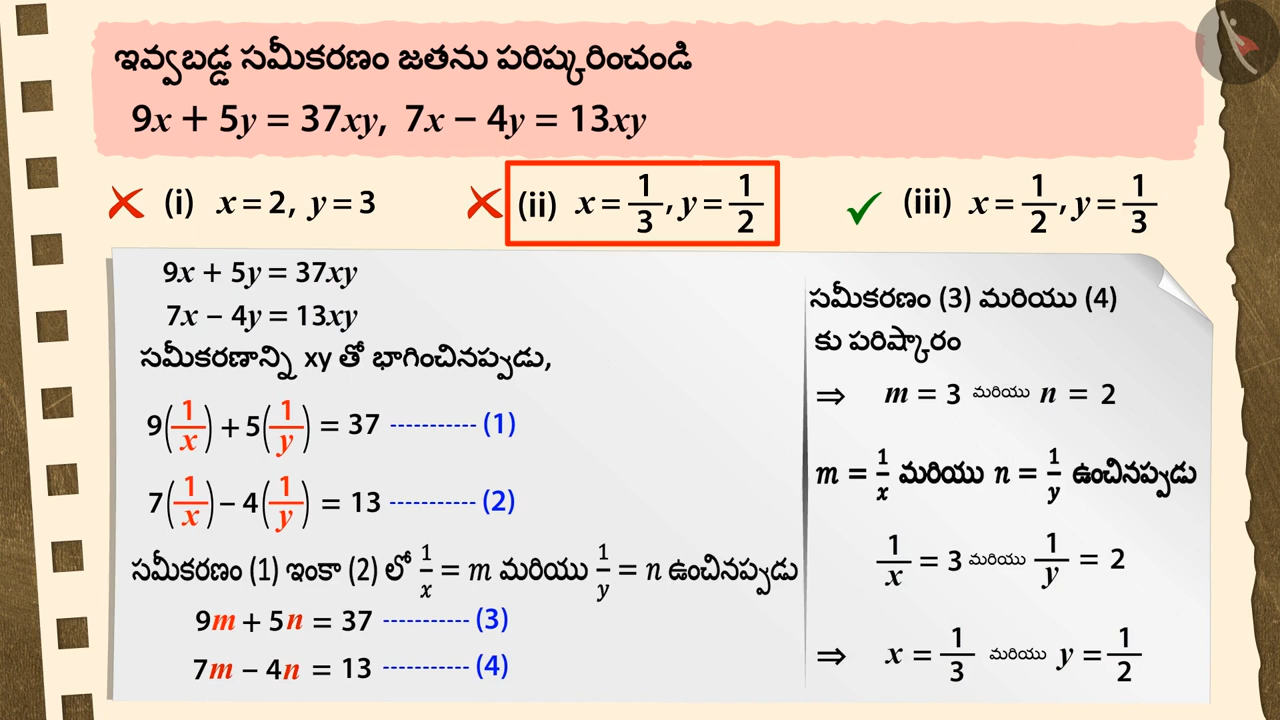 ఇవ్వబడ్డ సమీకరణం జతను పరిష్కరించండి
9x + 5y = 37xy, 7x − 4y = 13xy
(i) x = 2, y = 3 (ii) x = 1/3, y = 1/2 (iii) x = 1/2, y = 1/3
9x + 5y = 37xy
7x − 4y = 13xy
సమీకరణాన్ని xy తో భాగించినప్పడు,
9(1/x) + 5(1/y) = 37 ----------- (1)
7(1/x) − 4(1/y) = 13 ----------- (2)
సమీకరణం (1) ఇంకా (2) లో 1/x = m మరియు 1/y = n ఉంచినప్పడు
9m + 5n = 37 ----------- (3)
7m − 4n = 13 ----------- (4)
సమీకరణం (3) మరియు (4)
కు పరిష్కారం
⇒ m = 3 మరియు n = 2
m = 1/x మరియు n = 1/y ఉంచినప్పడు
1/x = 3 మరియు 1/y = 2
⇒ x = 1/3 మరియు y = 1/2